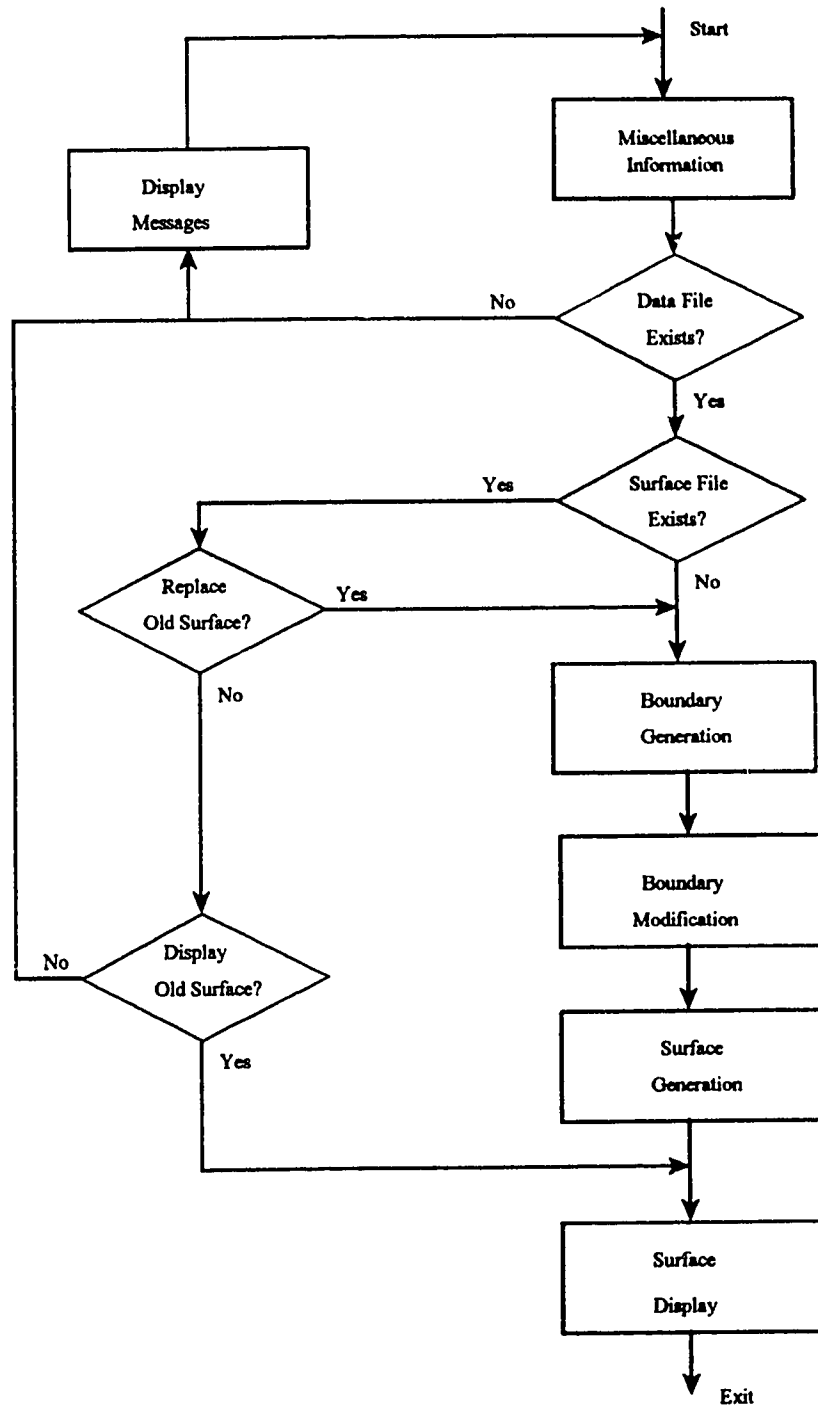 Start
Miscellaneous
Information
Display
Messages
No
Data File
Exists?
Yes
Yes
Surface File
Exists?
Replace
Old Surface?
Yes
No
No
Boundary
Generation
Boundary
Modification
No
Display
Old Surface?
Yes
Surface
Generation
Surface
Display
Exit